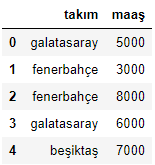 takım maaş
0 galatasaray 5000
1 fenerbahçe 3000
2 fenerbahçe 8000
3 galatasaray 6000
4 beşiktaş 7000